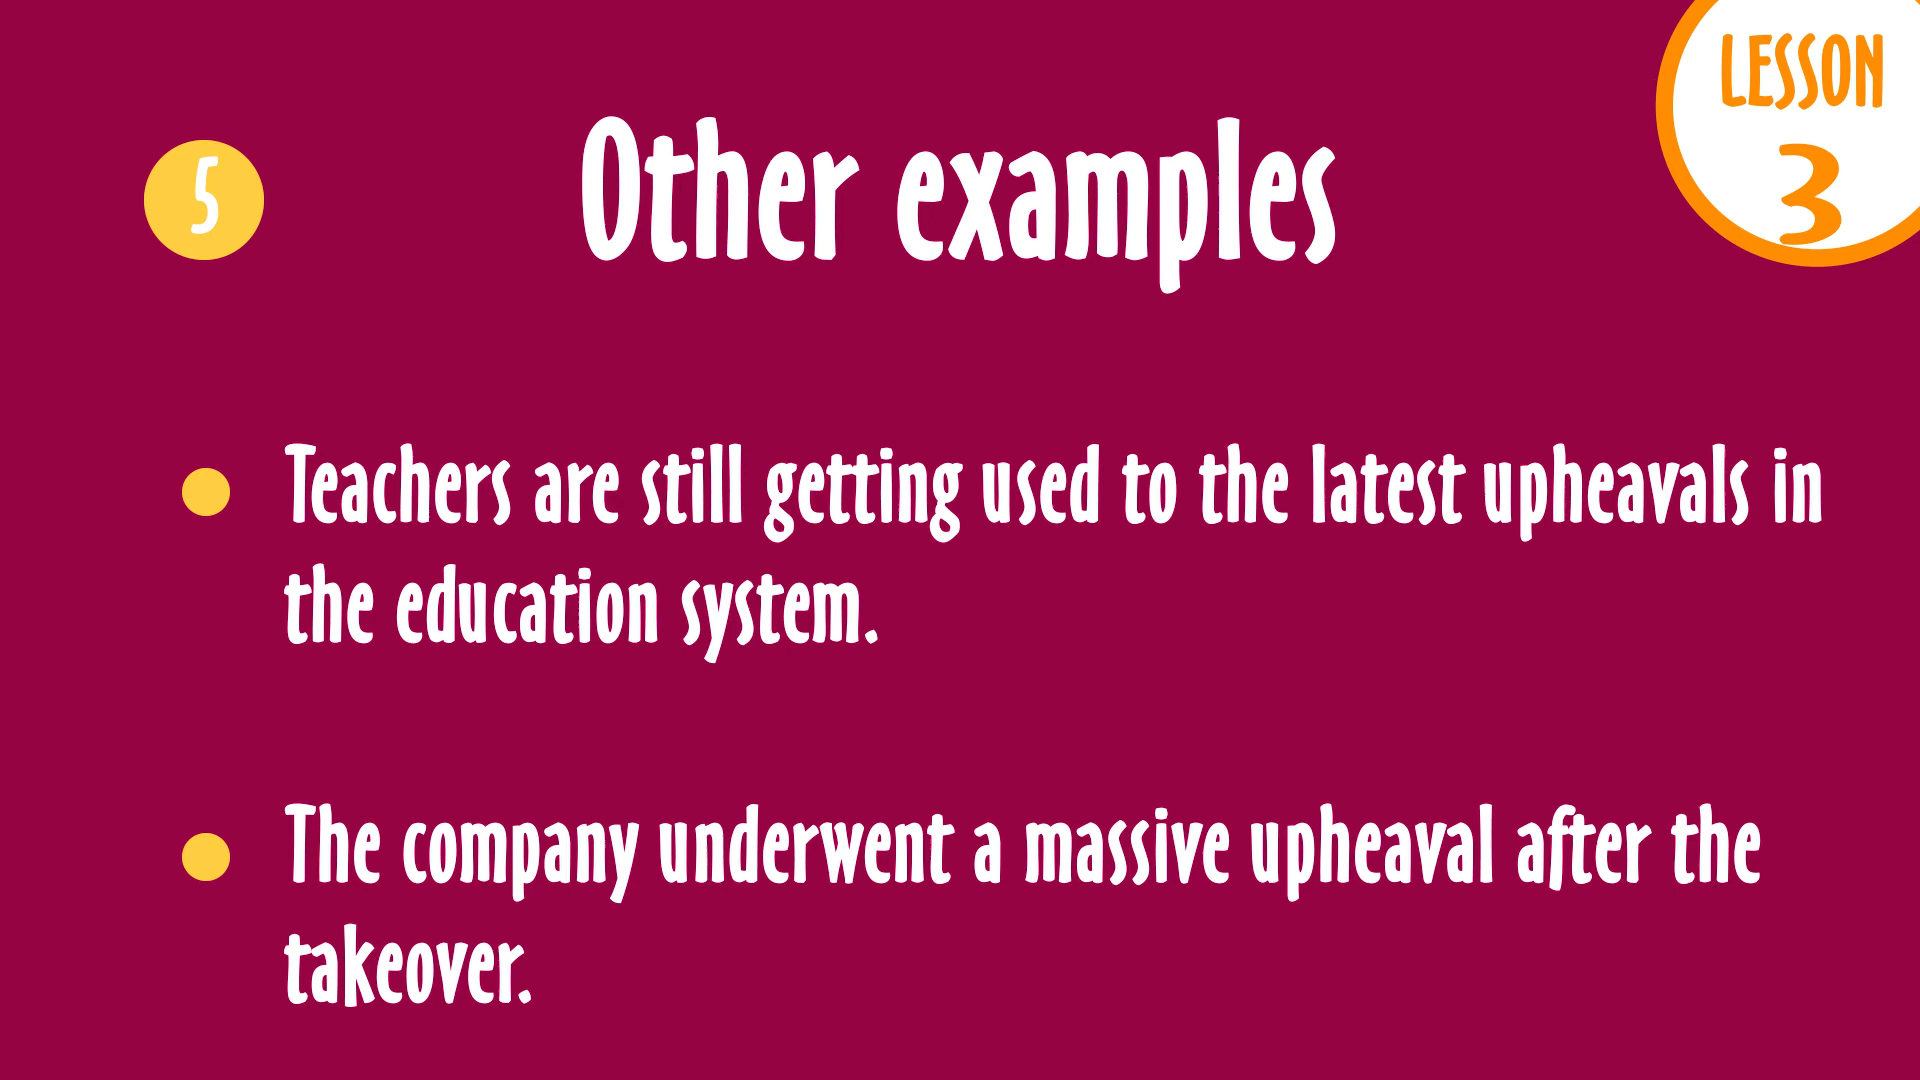 LESSON
3
5
Other examples
Teachers are still getting used to the latest upheavals in
the education system.
The company underwent a massive upheaval after the
takeover.